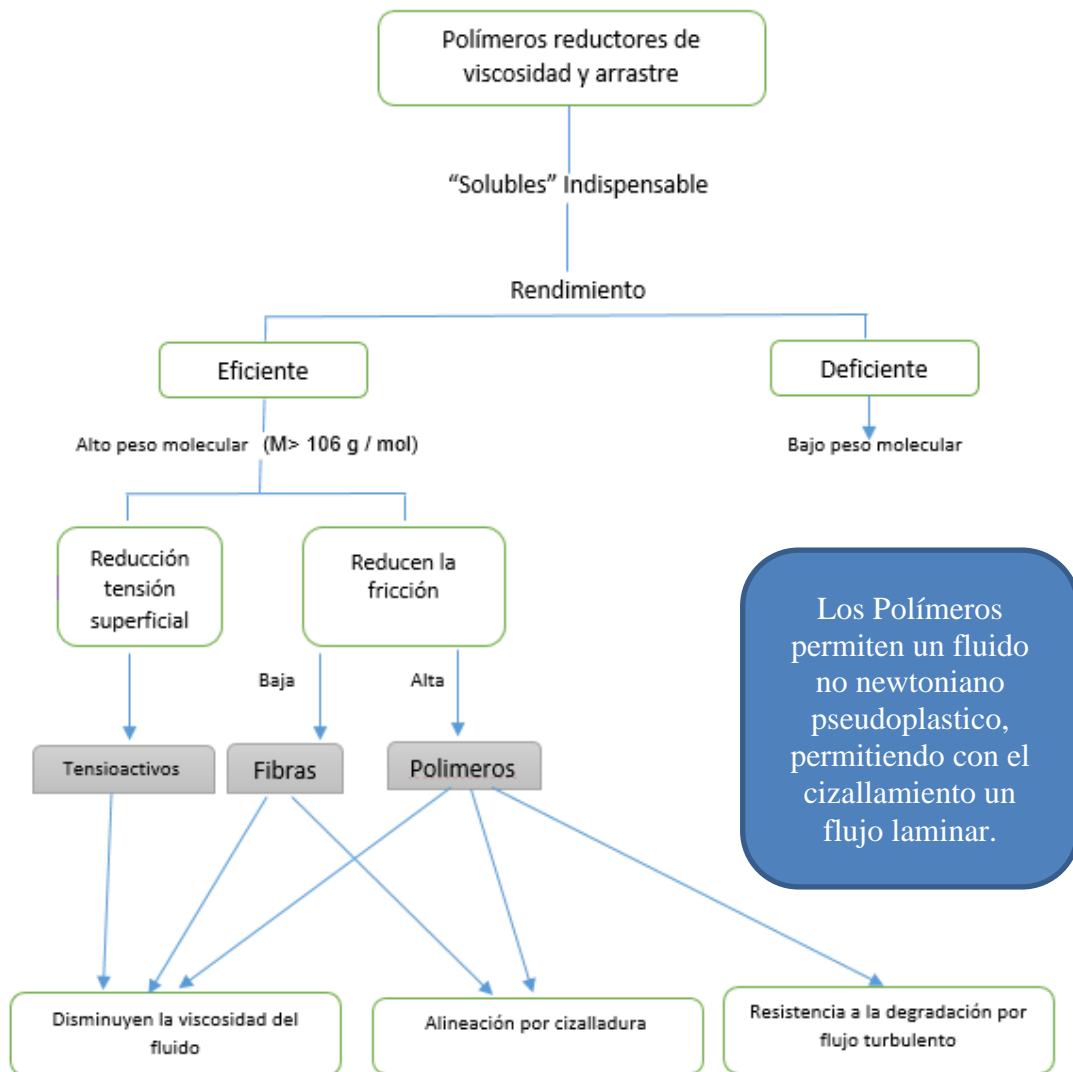 Polímeros reductores de
viscosidad y arrastre
“Solubles” Indispensable
Rendimiento
Eficiente
Deficiente
Alto peso molecular (M> 106 g / mol)
Bajo peso molecular
Reducción
tensión
superficial
Reducen la
fricción
Los Polímeros
permiten un fluido
no newtoniano
pseudoplastico,
permitiendo con el
cizallamiento un
flujo laminar.
Baja
Alta
Tensioactivos
Fibras
Polimeros
Disminuyen la viscosidad del
fluido
Alineación por cizalladura
Resistencia a la degradación por
flujo turbulento